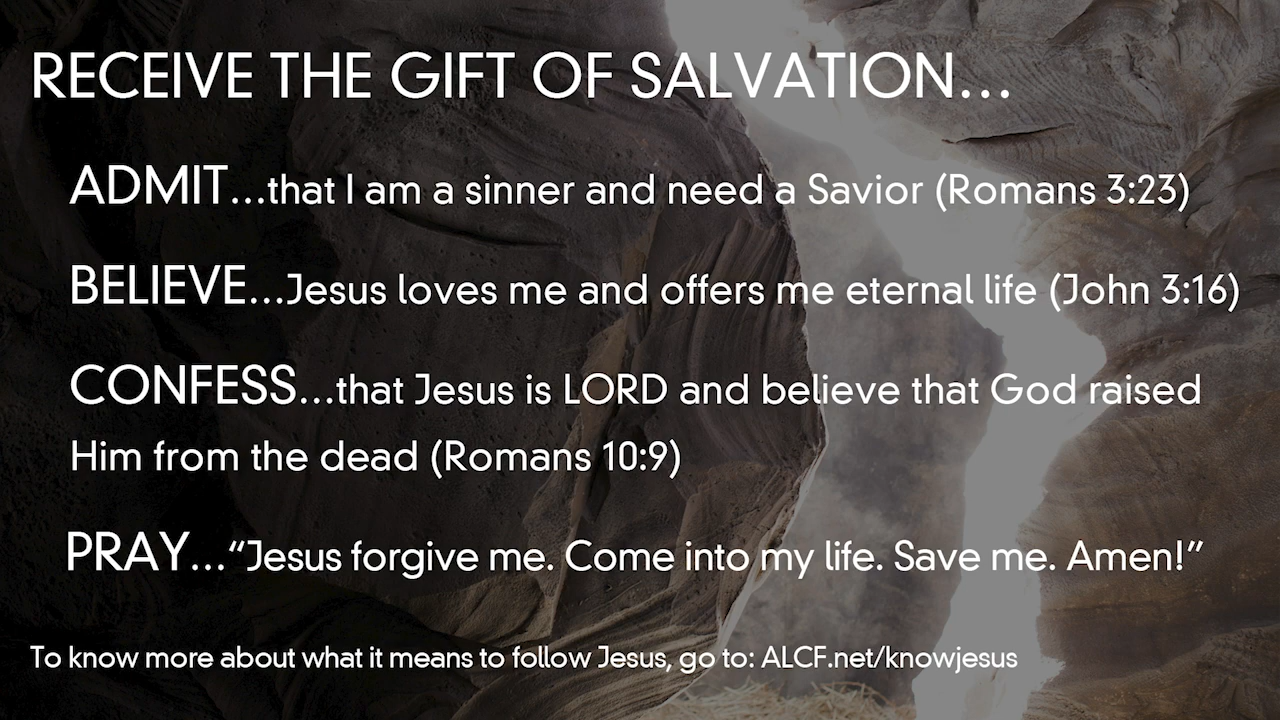 RECEIVE THE GIFT OF SALVATION...
ADMIT...that I am a sinner and need a Savior (Romans 3:23)
BELIEVE...Jesus loves me and offers me eternal life (John 3:16)
CONFESS...that Jesus is LORD and believe that God raised
Him from the dead (Romans 10:9)
PRAY...“Jesus forgive me. Come into my life. Save me. Amen!”
To know more about what it means to follow Jesus, go to: ALCF.net/knowjesus